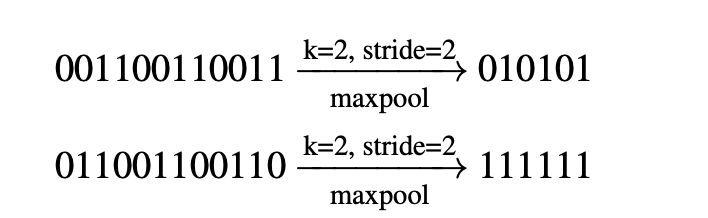 001100110011 k=2, stride=2 maxpool → 010101
011001100110 k=2, stride=2 maxpool → 111111